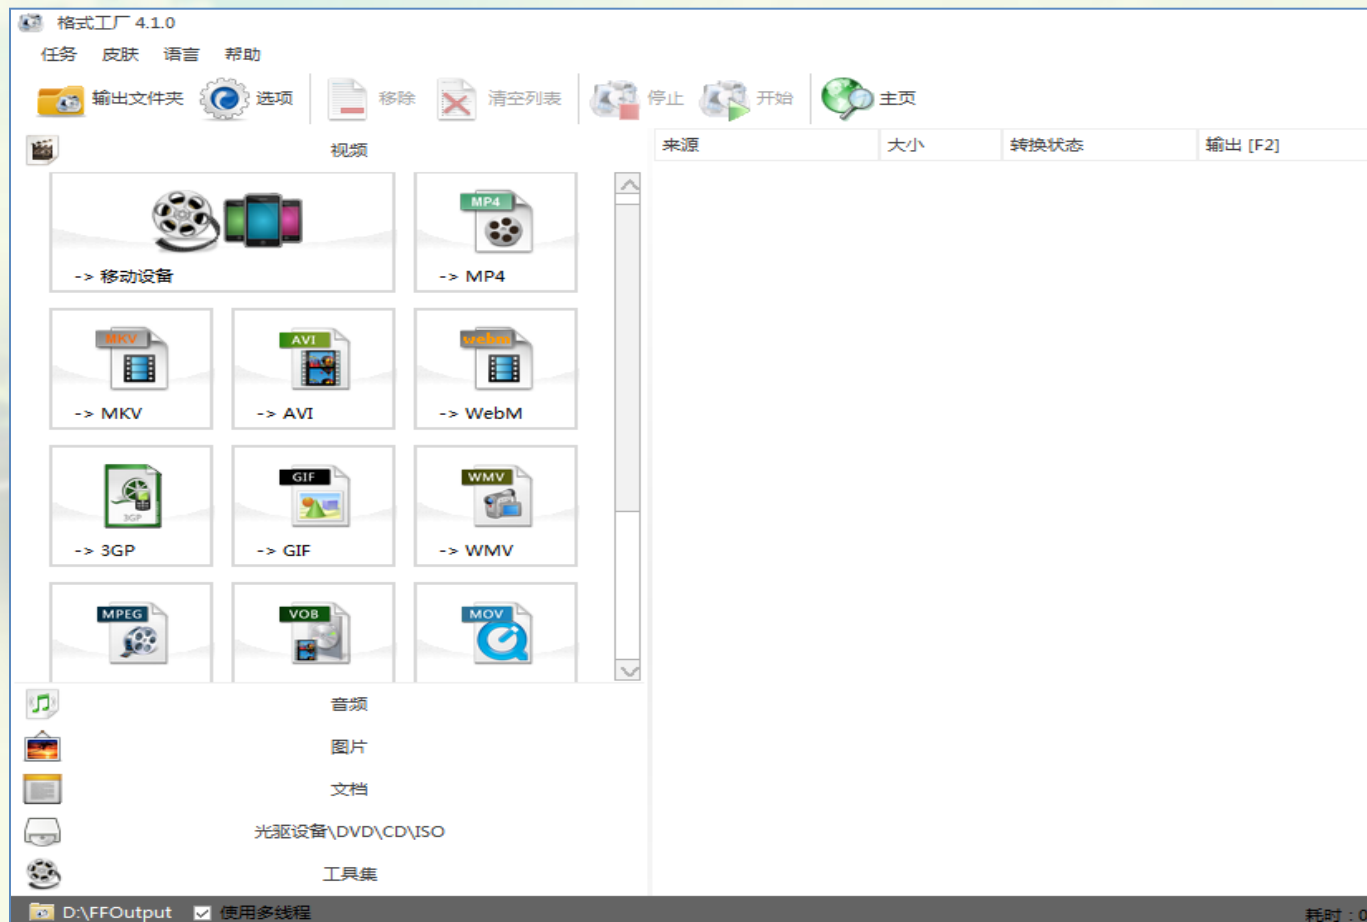 格式工厂 4.1.0
任务 皮肤 语言 帮助
输出文件夹 选项 移除 清空列表 停止 开始 主页
视频
来源 大小 转换状态 输出 [F2]
MP4
-> 移动设备 -> MP4
MKV AVI webm
-> MKV -> AVI -> WebM
3GP GIF WMV
-> 3GP -> GIF -> WMV
MPEG VOB MOV
音频
图片
文档
光驱设备\DVD\CD\ISO
工具集
D:\FFOutput 使用多线程 耗时 : 0